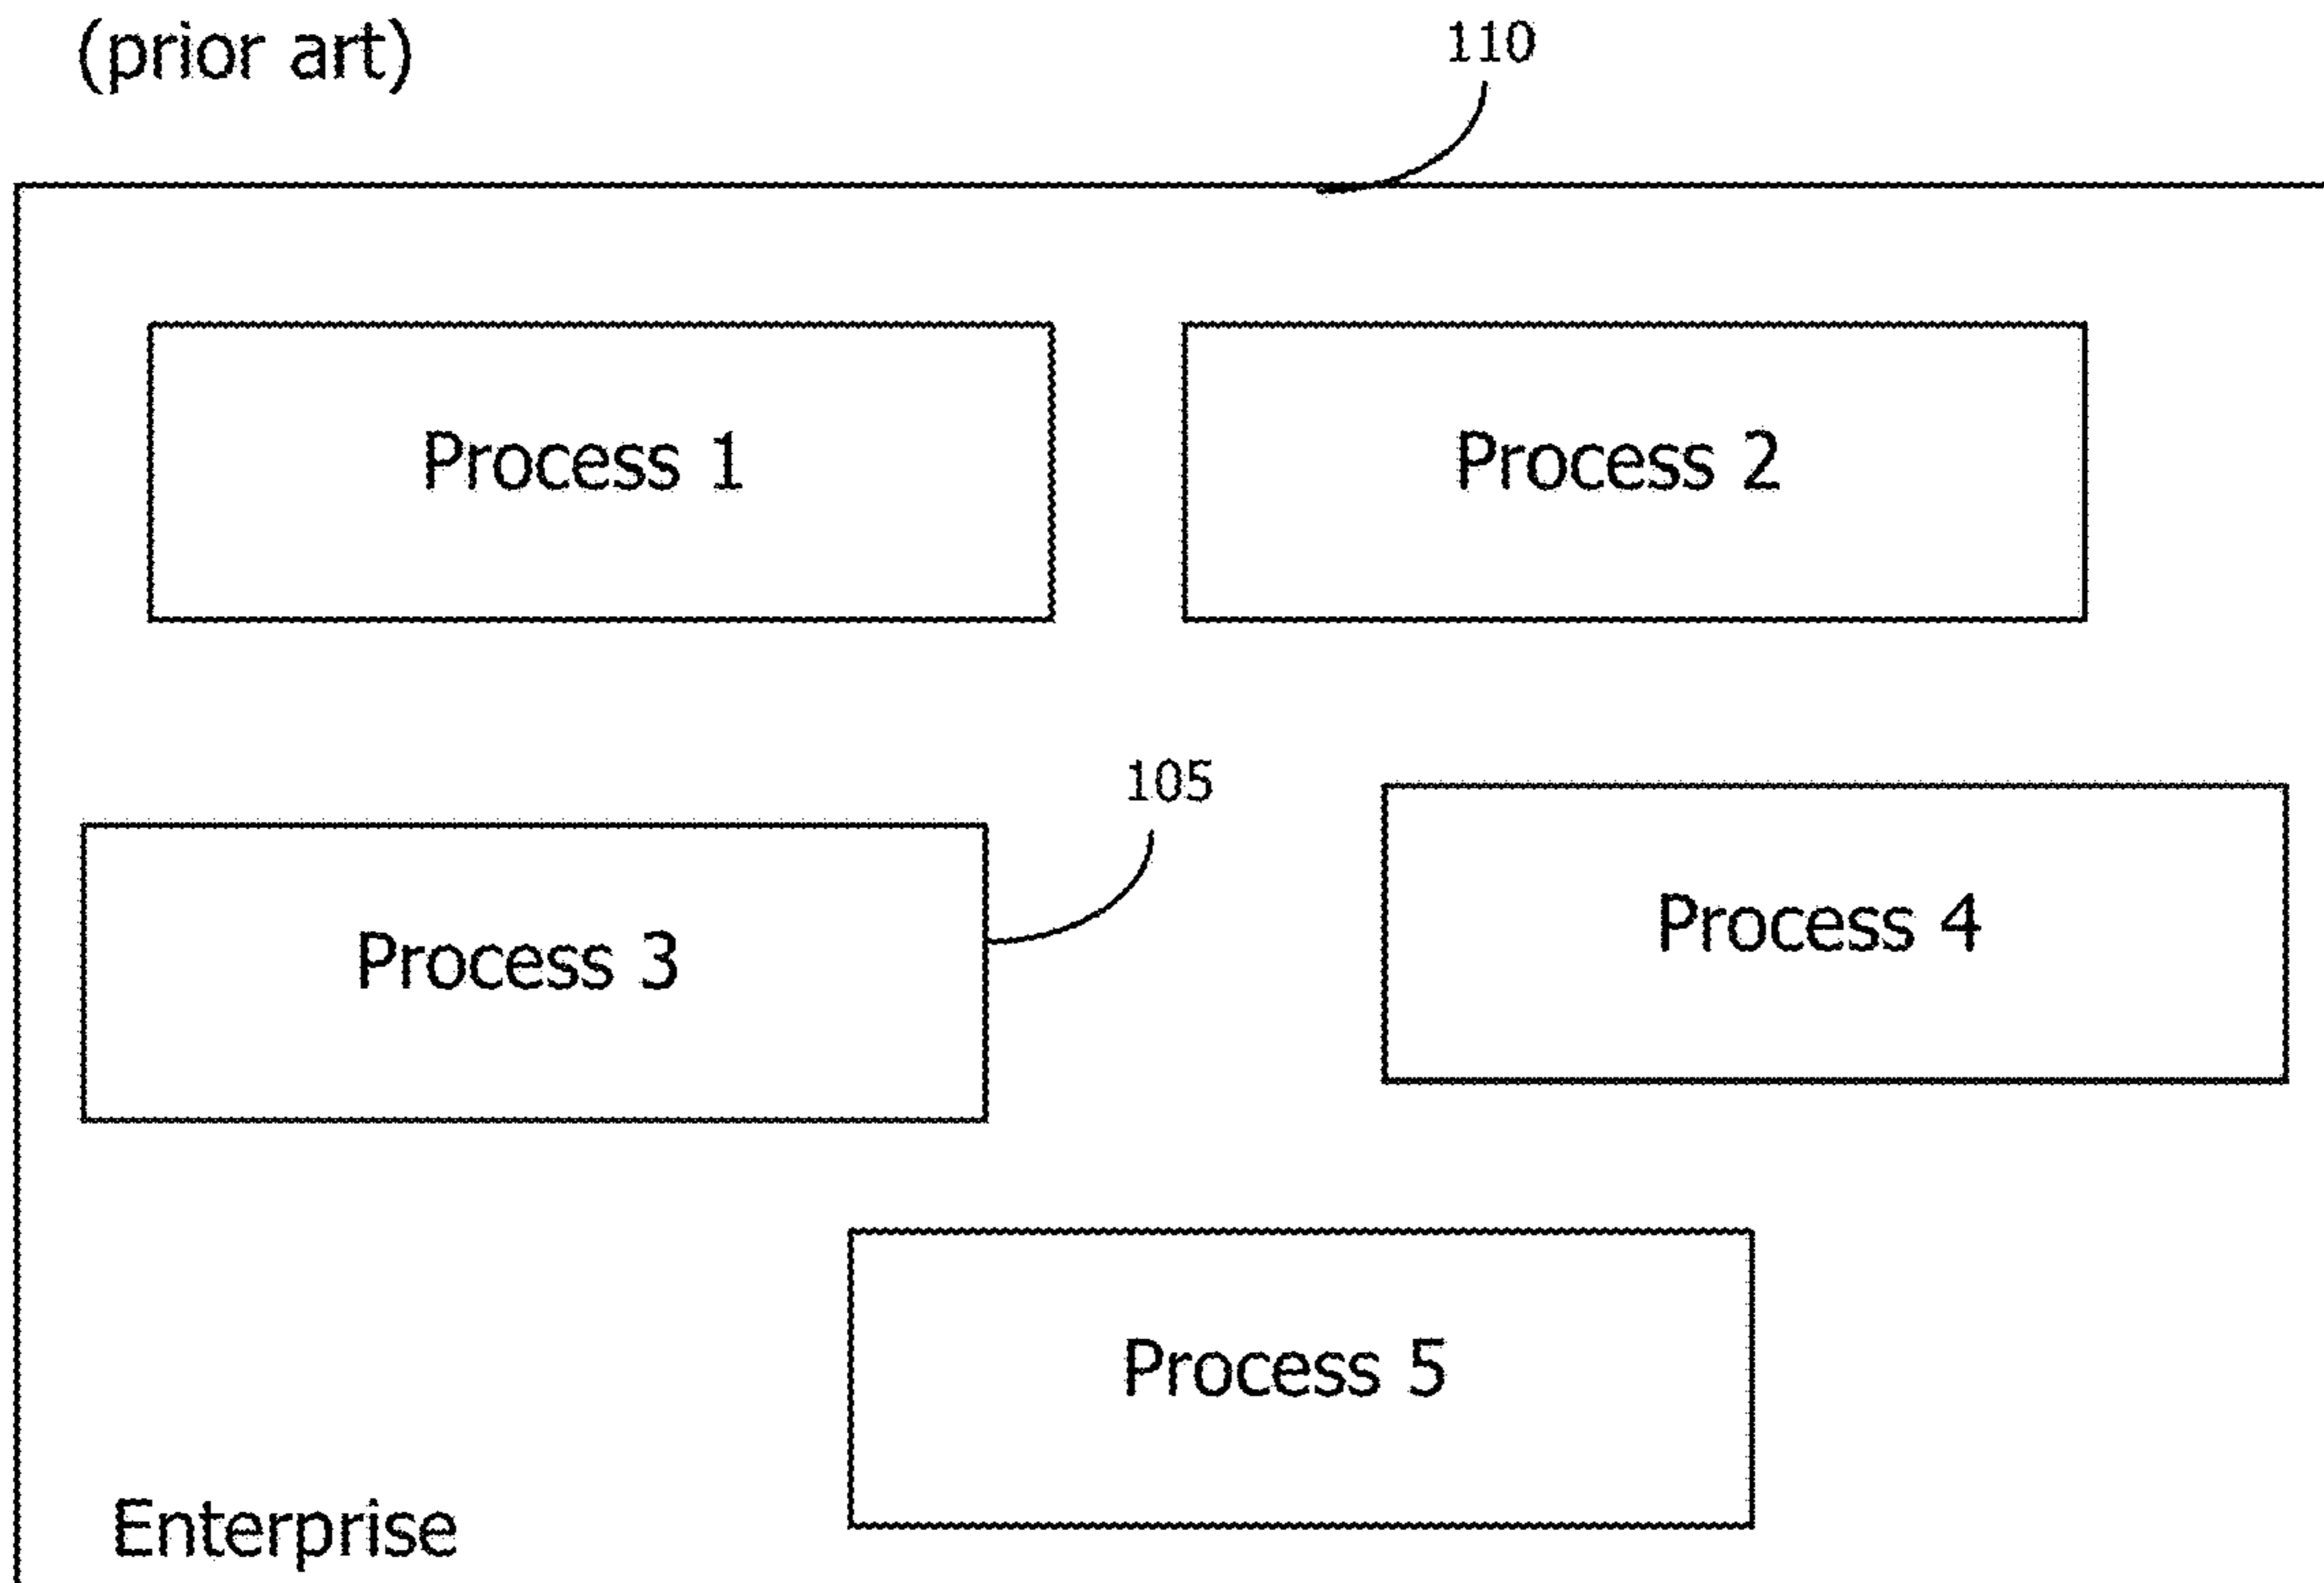 (prior art)
110
Process 1
Process 2
105
Process 3
Process 4
Process 5
Enterprise